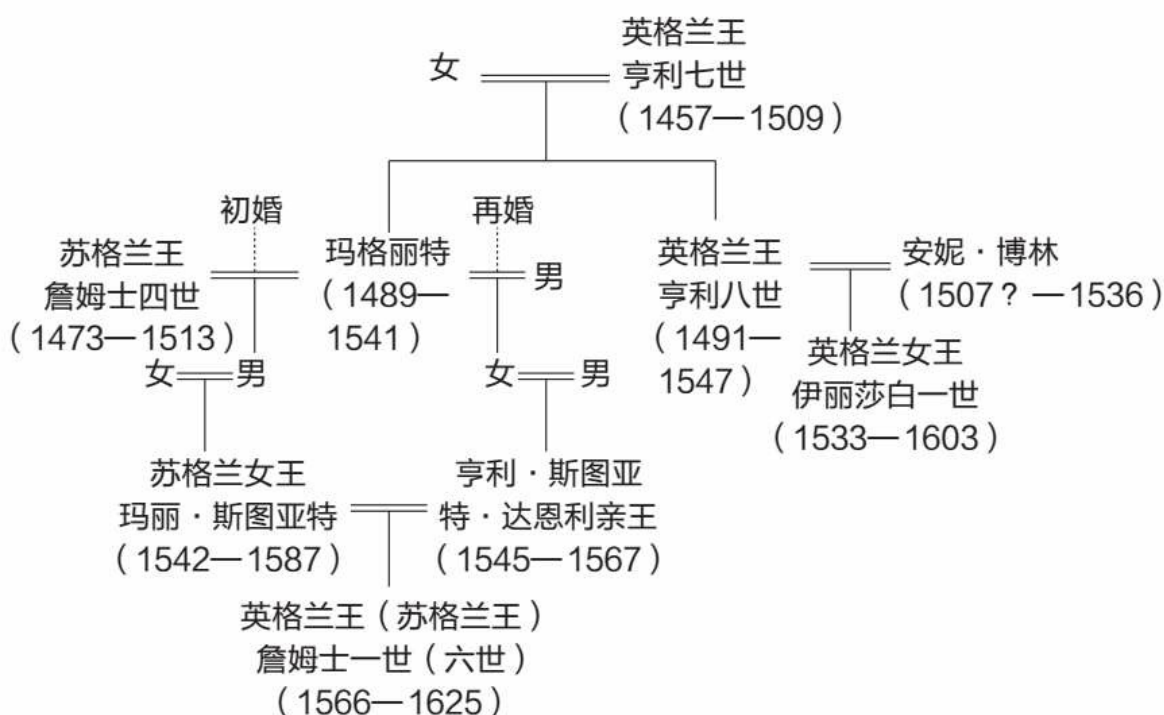 英格兰王
亨利七世
（1457—1509）
女
初婚
再婚
苏格兰王
詹姆士四世
（1473—1513）
玛格丽特
（1489—
1541）
男
英格兰王
亨利八世
（1491—
1547）
安妮·博林
（1507？—1536）
女
男
女
男
英格兰女王
伊丽莎白一世
（1533—1603）
苏格兰女王
玛丽·斯图亚特
（1542—1587）
亨利·斯图亚
特·达恩利亲王
（1545—1567）
英格兰王（苏格兰王）
詹姆士一世（六世）
（1566—1625）